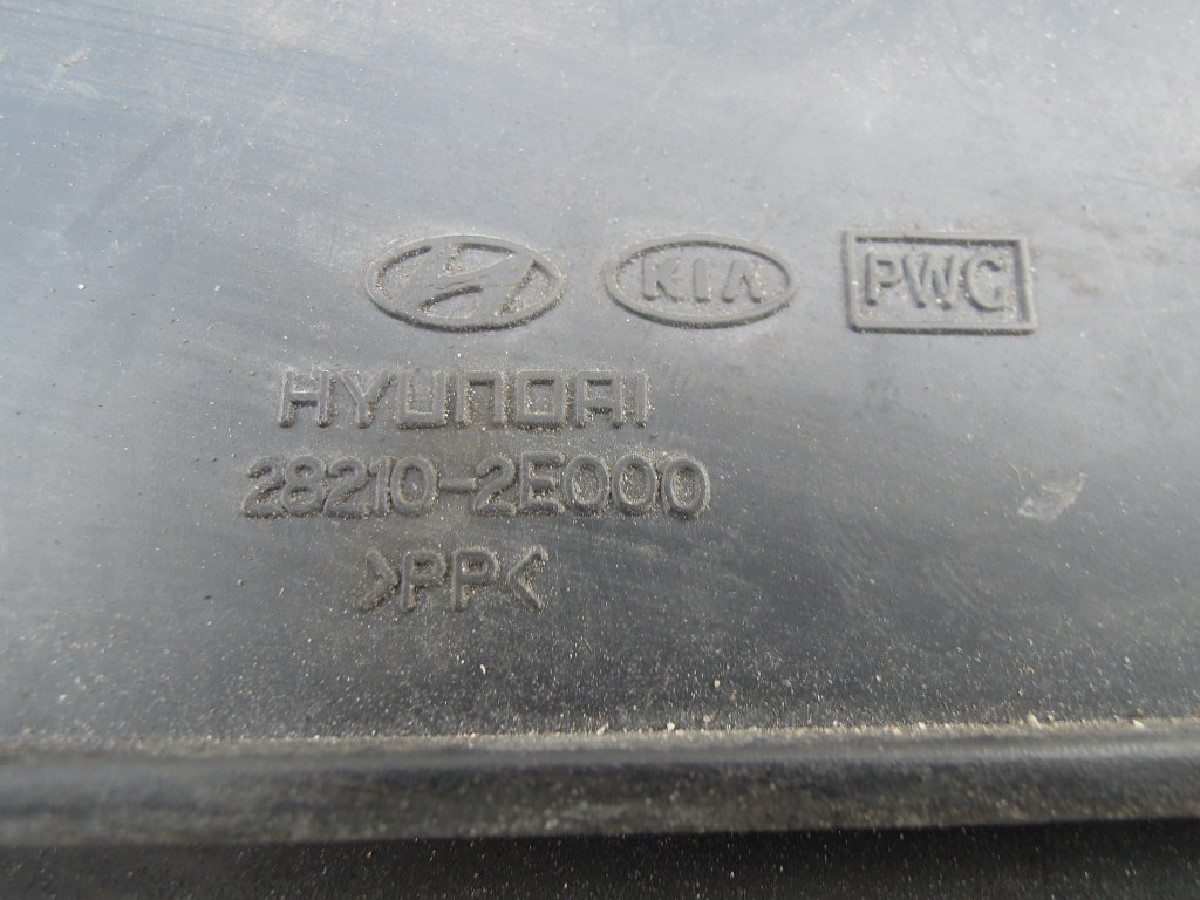 KIA PWC
HYUNDAI
28210-2E000
>PP<